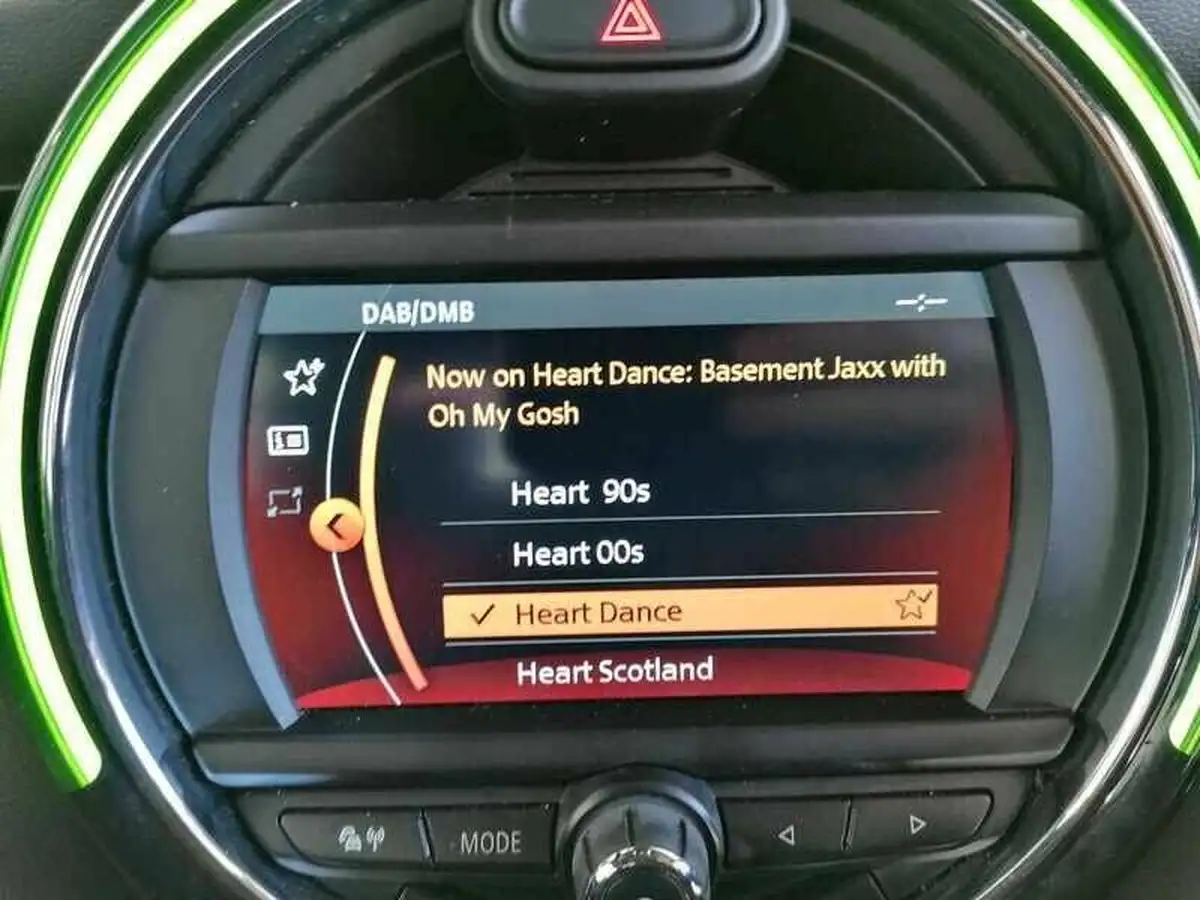 DAB/DMB
Now on Heart Dance: Basement Jaxx with
Oh My Gosh
Heart 90s
Heart 00s
Heart Dance
Heart Scotland
MODE